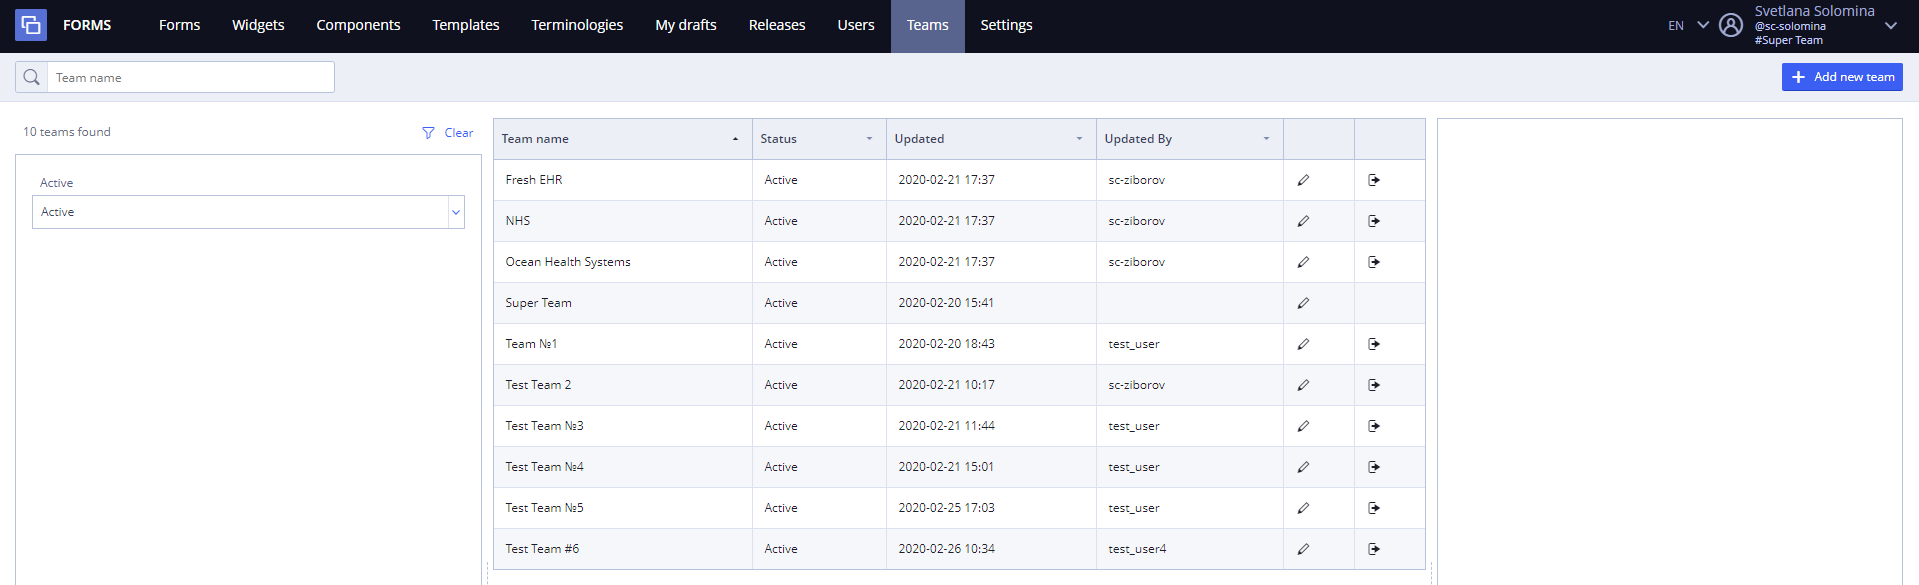 FORMS Forms Widgets Components Templates Terminologies My drafts Releases Users Teams Settings EN Svetlana Solomina
@sc-solomina
#Super Team
Team name Add new team
10 teams found Clear
Active
Active
Team name Status Updated Updated By
Fresh EHR Active 2020-02-21 17:37 sc-ziborov
NHS Active 2020-02-21 17:37 sc-ziborov
Ocean Health Systems Active 2020-02-21 17:37 sc-ziborov
Super Team Active 2020-02-20 15:41
Team №1 Active 2020-02-20 18:43 test_user
Test Team 2 Active 2020-02-21 10:17 sc-ziborov
Test Team №3 Active 2020-02-21 11:44 test_user
Test Team №4 Active 2020-02-21 15:01 test_user
Test Team №5 Active 2020-02-25 17:03 test_user
Test Team #6 Active 2020-02-26 10:34 test_user4